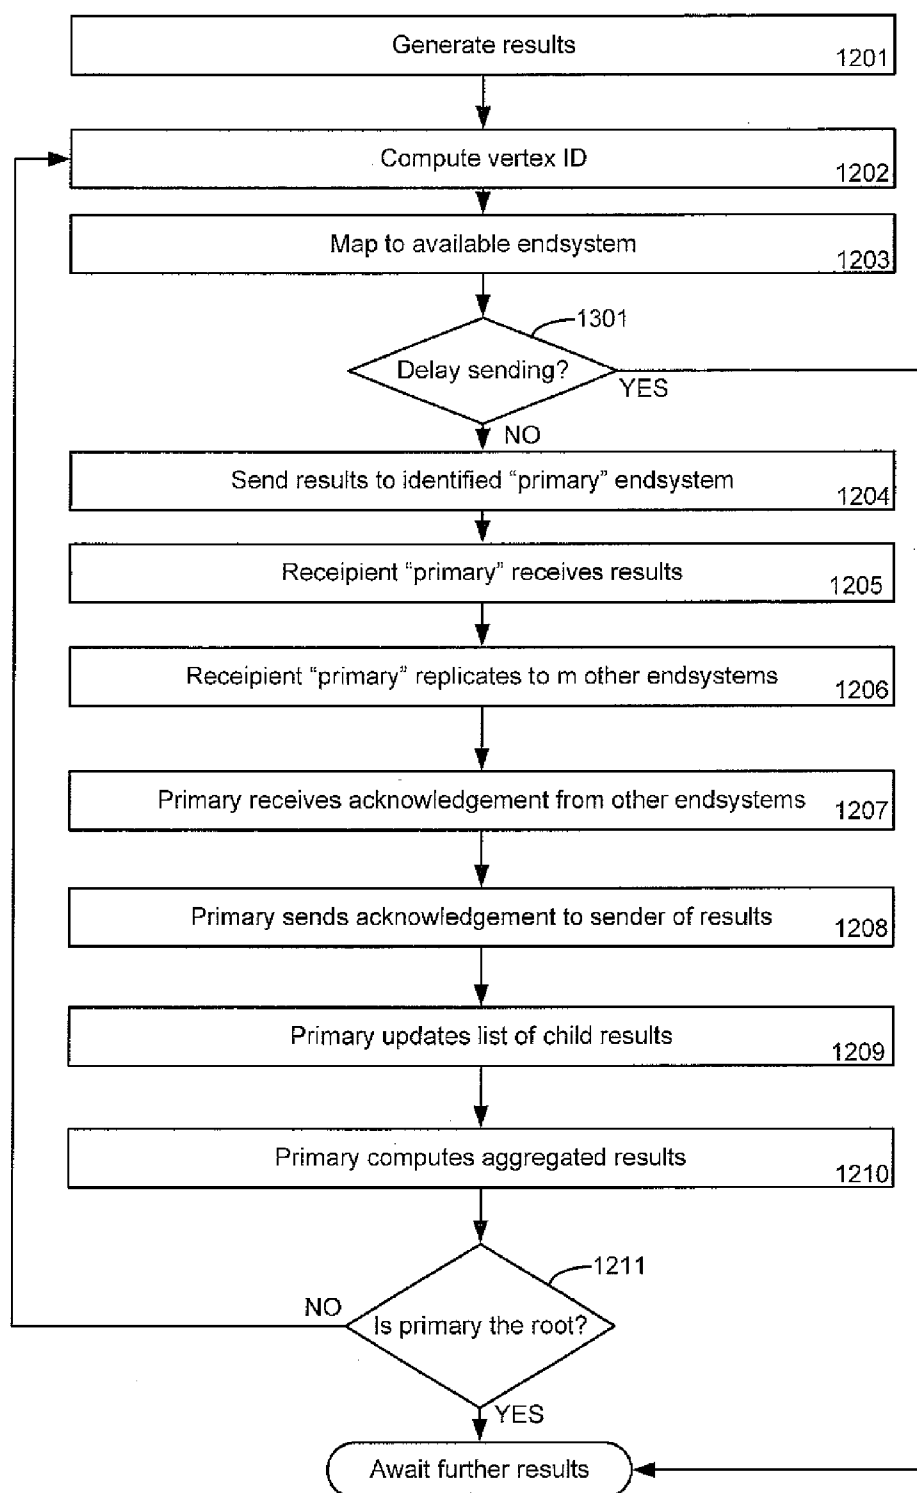 Generate results
1201
Compute vertex ID
1202
Map to available endsystem
1203
1301
Delay sending?
YES
NO
Send results to identified “primary” endsystem
1204
Receipient “primary” receives results
1205
Receipient “primary” replicates to m other endsystems
1206
Primary receives acknowledgement from other endsystems
1207
Primary sends acknowledgement to sender of results
1208
Primary updates list of child results
1209
Primary computes aggregated results
1210
1211
NO
Is primary the root?
YES
Await further results